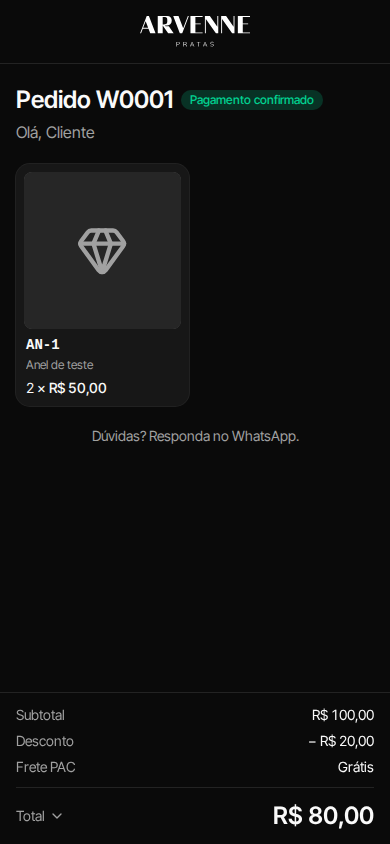 ARVENNE
PRATAS
Pedido W0001 Pagamento confirmado
Olá, Cliente
AN-1
Anel de teste
2 × R$ 50,00
Dúvidas? Responda no WhatsApp.
Subtotal R$ 100,00
Desconto − R$ 20,00
Frete PAC Grátis
Total R$ 80,00